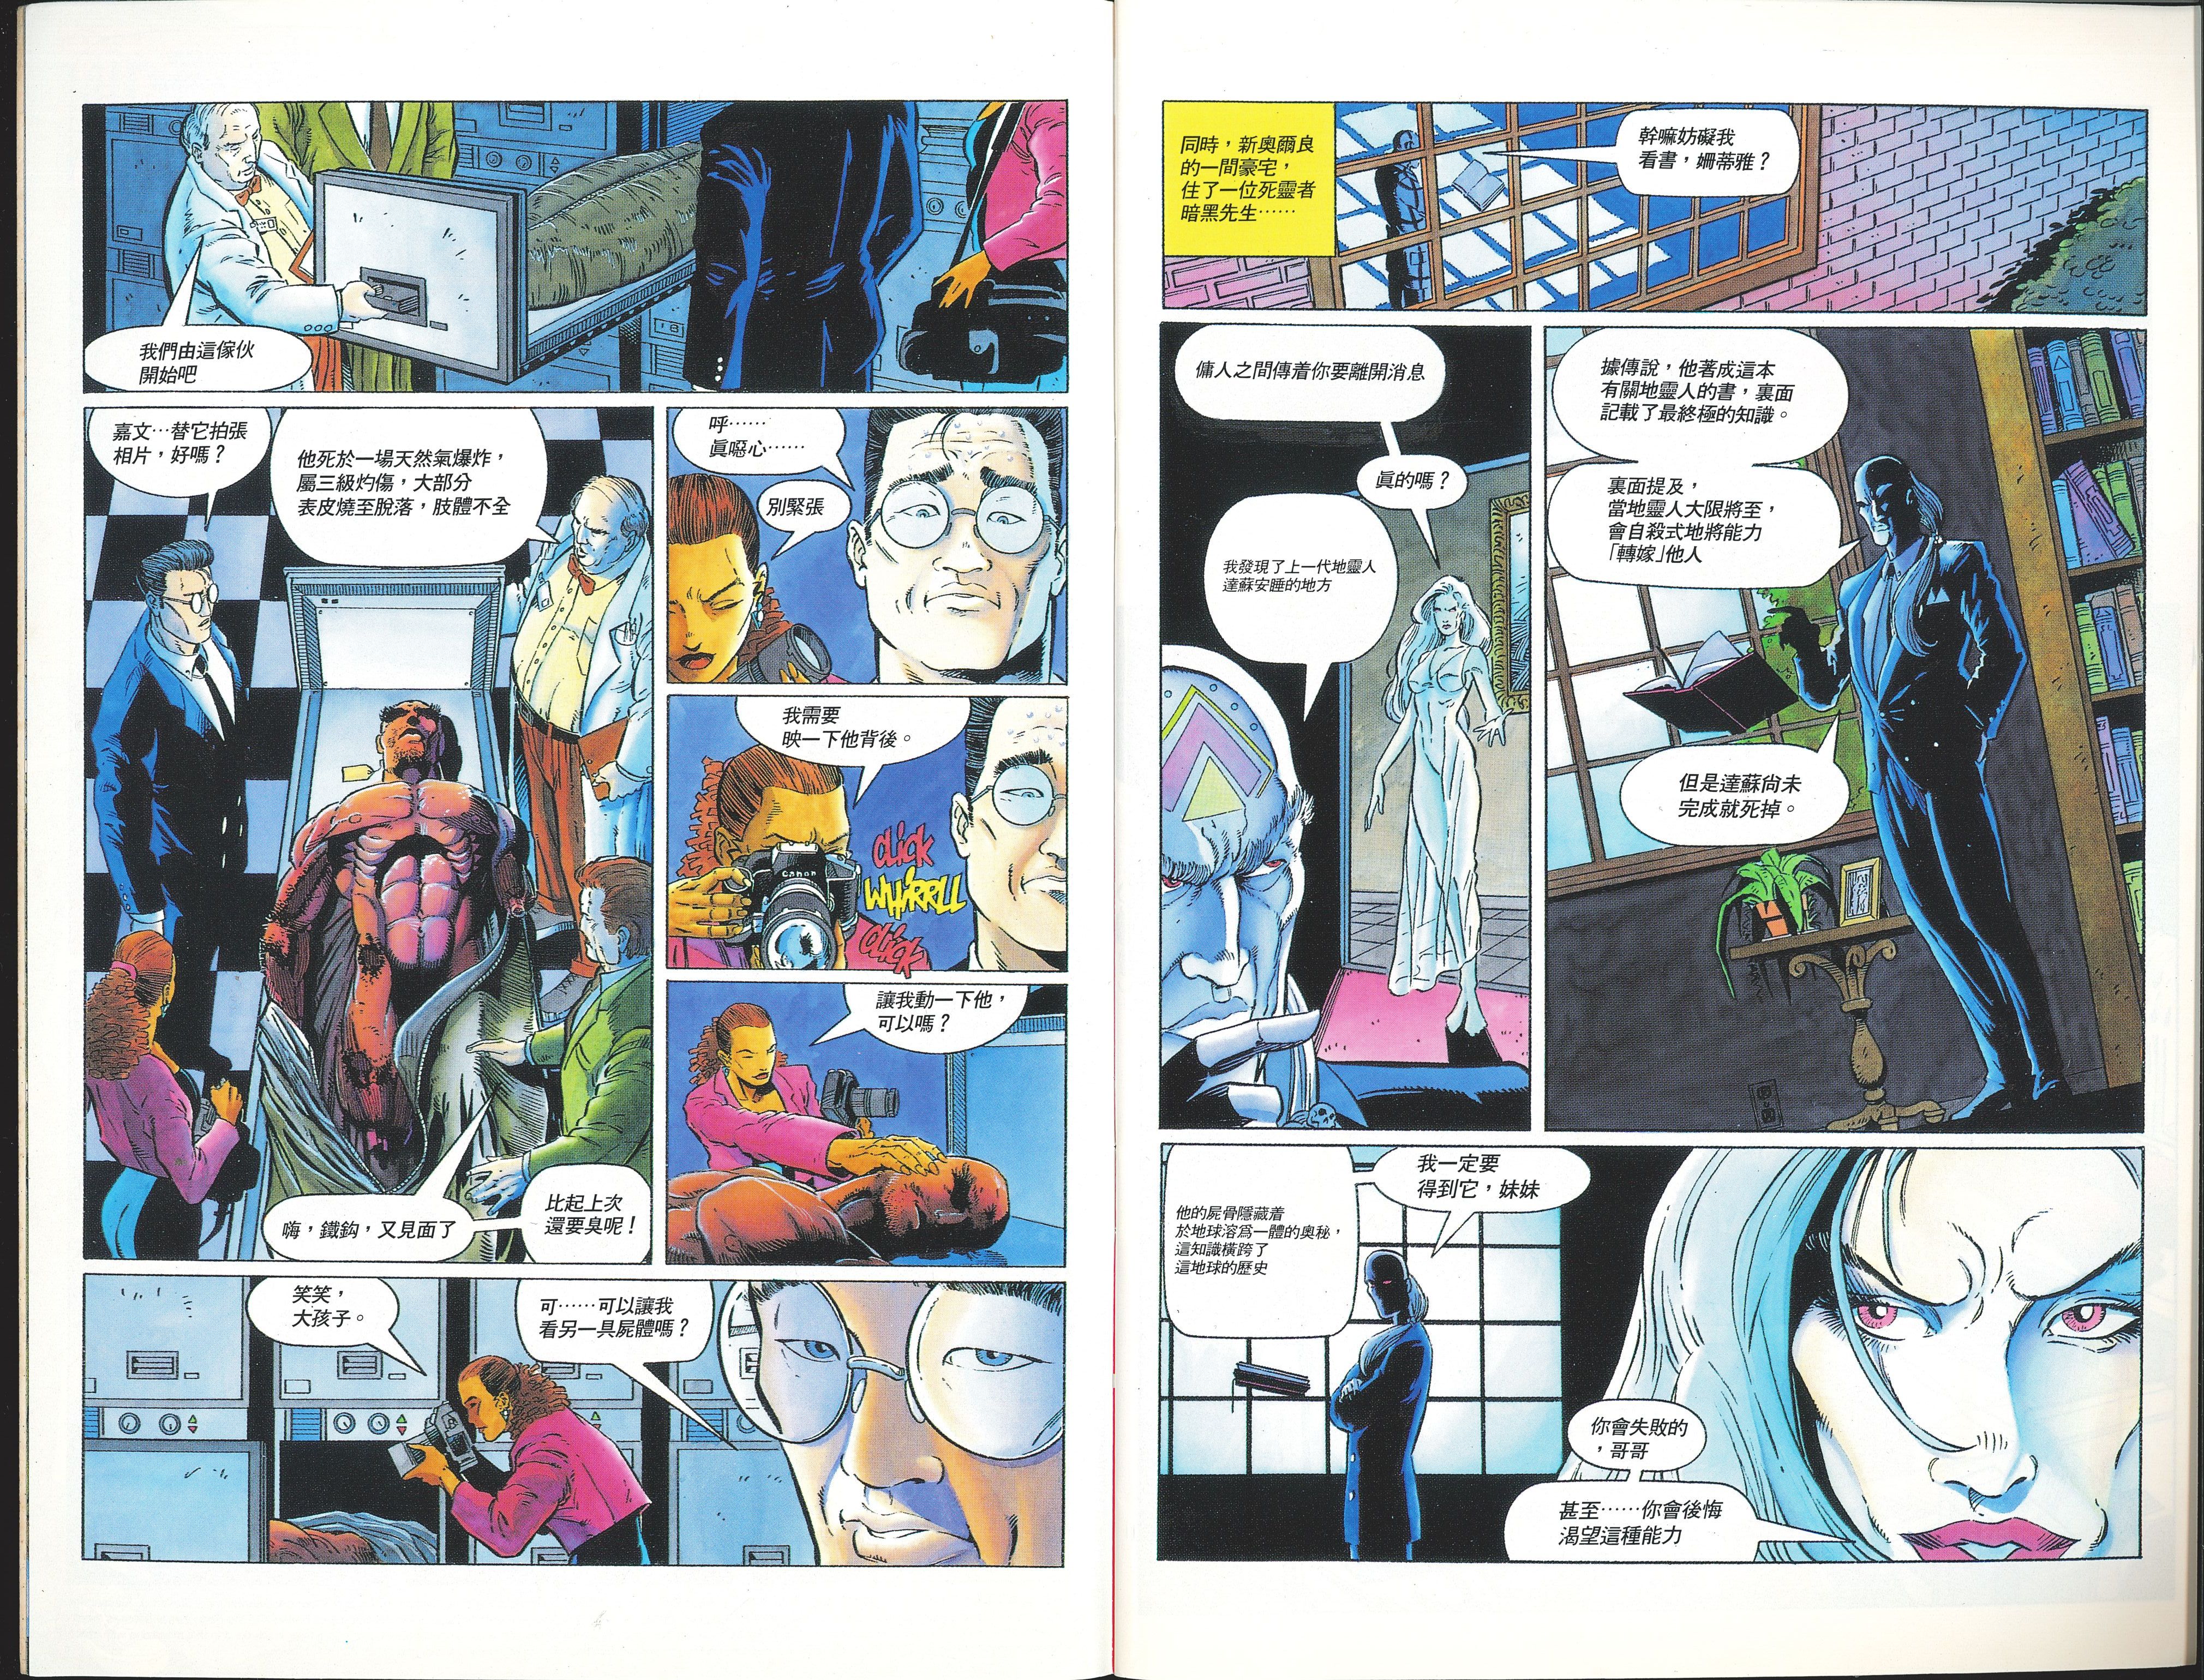 我們由這傢伙
開始吧
嘉文⋯替它拍張
相片，好嗎？
他死於一場天然氣爆炸，
屬三級灼傷，大部分
表皮燒至脫落，肢體不全
嗨，鐵鈎，又見面了
比起上次
還要臭呢！
呼⋯⋯
眞噁心⋯⋯
別緊張
我需要
映一下他背後。
Canon
CLICK
WHIRRLL
CLICK
讓我動一下他，
可以嗎？
笑笑，
大孩子。
可⋯⋯可以讓我
看另一具屍體嗎？
同時，新奧爾良
的一間豪宅，
住了一位死靈者
暗黑先生⋯⋯
幹嘛妨礙我
看書，姍蒂雅？
傭人之間傳着你要離開消息
眞的嗎？
我發現了上一代地靈人
達蘇安睡的地方
據傳說，他著成這本
有關地靈人的書，裏面
記載了最終極的知識。
裏面提及，
當地靈人大限將至，
會自殺式地將能力
「轉嫁」他人
但是達蘇尙未
完成就死掉。
他的屍骨隱藏着
於地球溶爲一體的奧秘，
這知識橫跨了
這地球的歷史
我一定要
得到它，妹妹
你會失敗的
，哥哥
甚至⋯⋯你會後悔
渴望這種能力